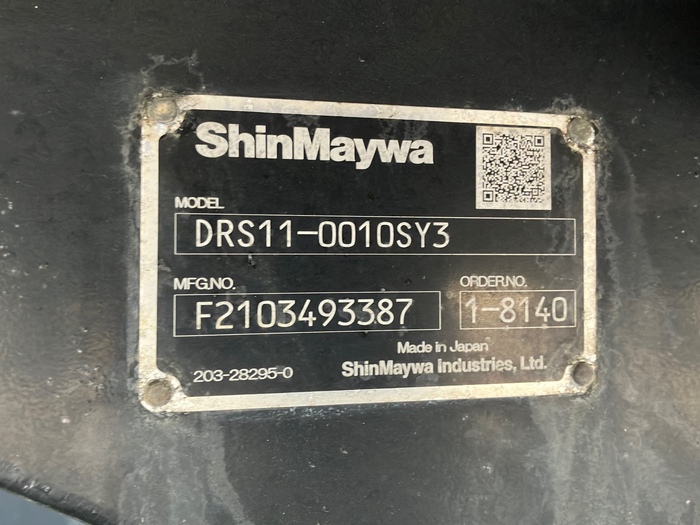 ShinMaywa
MODEL
DRS11-0010SY3
MFG.NO.
ORDER.NO.
F2103493387
1-8140
Made in Japan
203-28295-0
ShinMaywa Industries, Ltd.